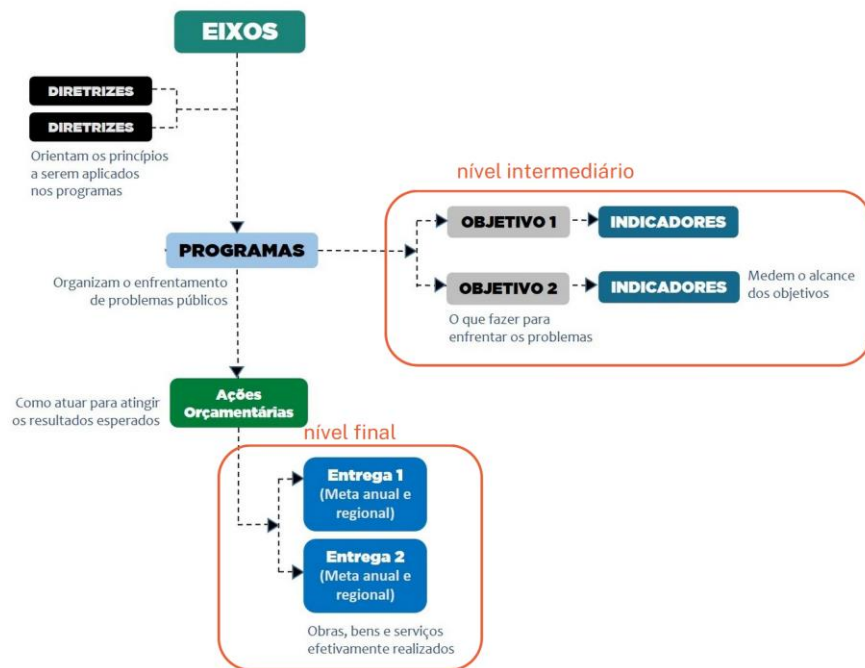 EIXOS
DIRETRIZES
DIRETRIZES
Orientam os princípios
a serem aplicados
nos programas
nível intermediário
OBJETIVO 1
INDICADORES
PROGRAMAS
Organizam o enfrentamento
de problemas públicos
OBJETIVO 2
INDICADORES
Medem o alcance
dos objetivos
O que fazer para
enfrentar os problemas
Ações
Orçamentárias
Como atuar para atingir
os resultados esperados
nível final
Entrega 1
(Meta anual e
regional)
Entrega 2
(Meta anual e
regional)
Obras, bens e serviços
efetivamente realizados